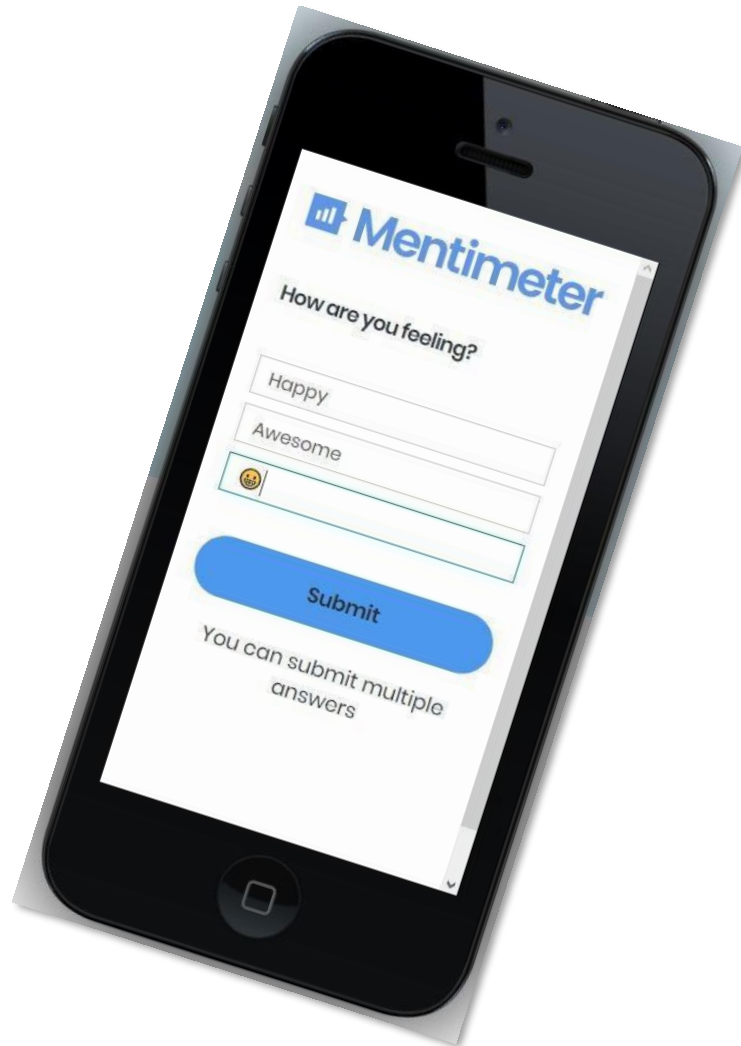 Mentimeter
How are you feeling?
Happy
Awesome
😀
Submit
You can submit multiple
answers